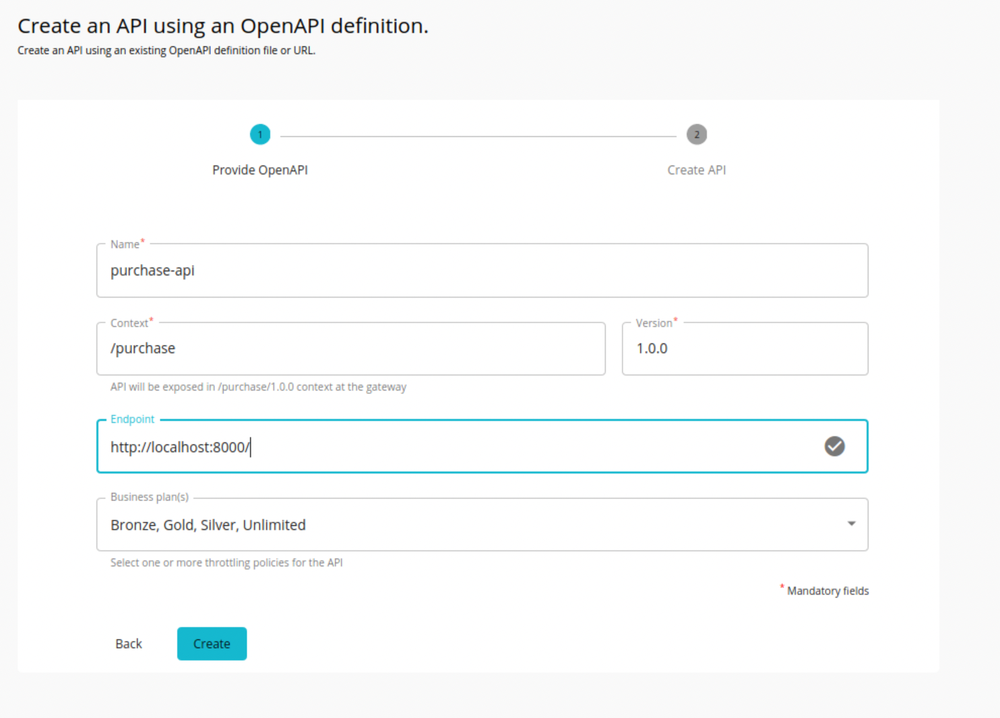 Create an API using an OpenAPI definition.
Create an API using an existing OpenAPI definition file or URL.
1
2
Provide OpenAPI
Create API
Name*
purchase-api
Context*
Version*
/purchase
1.0.0
API will be exposed in /purchase/1.0.0 context at the gateway
Endpoint
http://localhost:8000/
Business plan(s)
Bronze, Gold, Silver, Unlimited
Select one or more throttling policies for the API
* Mandatory fields
Back
Create